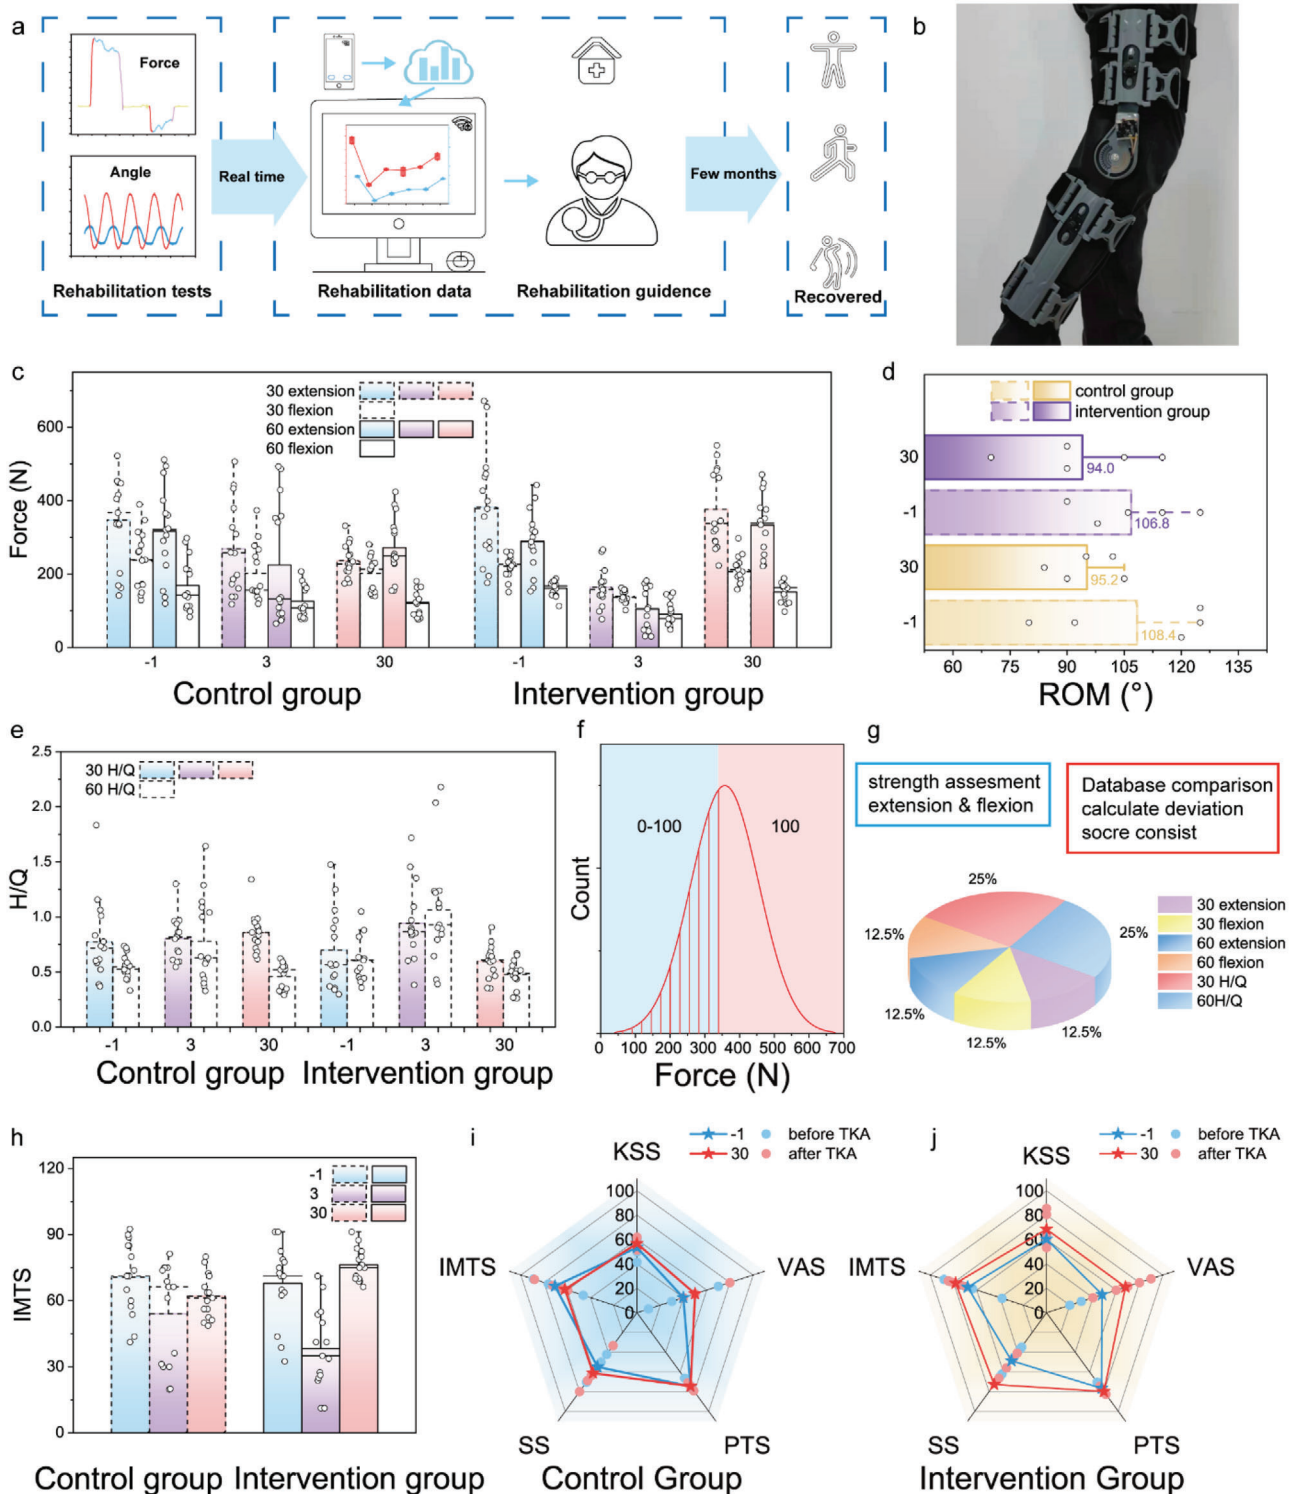 a
Force
Angle
Rehabilitation tests
Real time
Rehabilitation data
Rehabilitation guidence
Few months
Recovered
b
c
Force (N)
600
400
200
0
30 extension
30 flexion
60 extension
60 flexion
-1
3
30
-1
3
30
Control group
Intervention group
d
control group
intervention group
30
94.0
-1
106.8
30
95.2
-1
108.4
60
75
90
105
120
135
ROM (°)
e
H/Q
2.5
2.0
1.5
1.0
0.5
0.0
30 H/Q
60 H/Q
-1
3
30
-1
3
30
Control group
Intervention group
f
Count
0-100
100
0
100
200
300
400
500
600
700
Force (N)
g
strength assesment
extension & flexion
Database comparison
calculate deviation
socre consist
25%
25%
12.5%
12.5%
12.5%
12.5%
30 extension
30 flexion
60 extension
60 flexion
30 H/Q
60H/Q
h
IMTS
120
90
60
30
0
-1
3
30
Control group
Intervention group
i
-1
before TKA
30
after TKA
KSS
100
80
60
40
20
0
IMTS
VAS
SS
PTS
Control Group
j
-1
before TKA
30
after TKA
KSS
100
80
60
40
20
0
IMTS
VAS
SS
PTS
Intervention Group